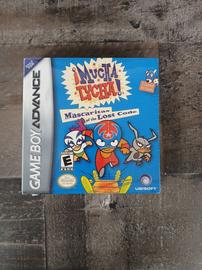 GAME BOY ADVANCE
¡MUCHA
LUCHA!
Mascaritas
of the Lost Code
E
UBISOFT